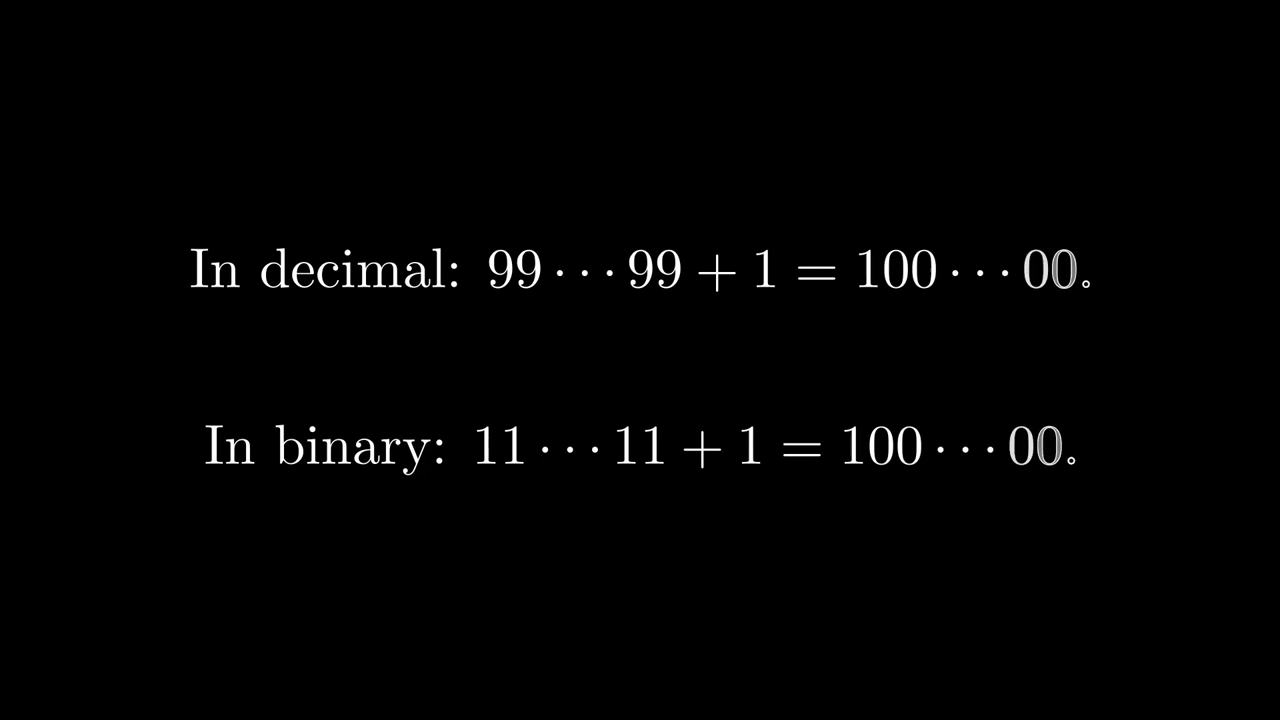 In decimal: 99⋯99 + 1 = 100⋯00.
In binary: 11⋯11 + 1 = 100⋯00.